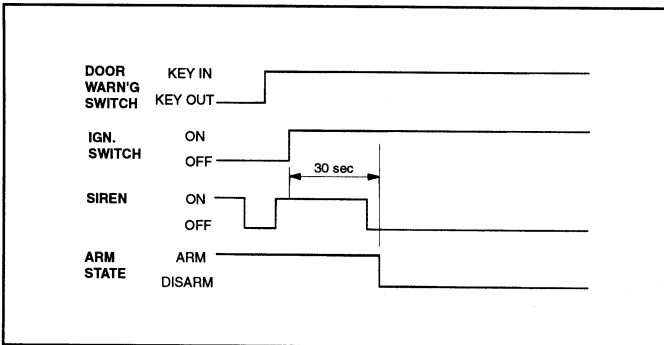 DOOR KEY IN
WARN'G
SWITCH KEY OUT
IGN. ON
SWITCH
OFF
30 sec
SIREN ON
OFF
ARM ARM
STATE
DISARM